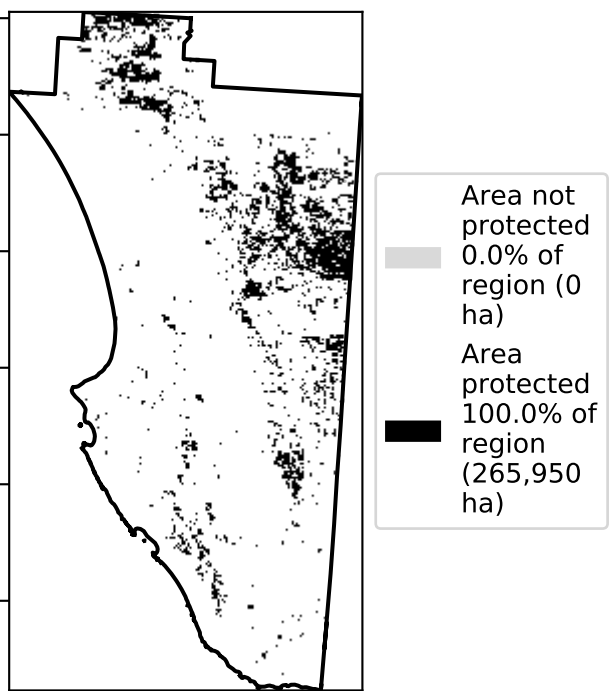 Area not
protected
0.0% of
region (0
ha)
Area
protected
100.0% of
region
(265,950
ha)